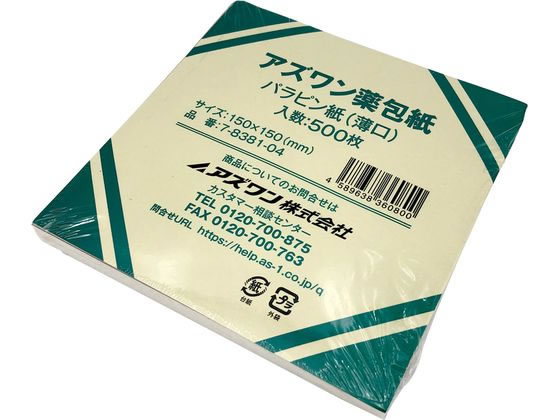 アズワン薬包紙
パラピン紙(薄口)
入数:500枚
サイズ:150×150(mm)
品　番:7-8381-04
4 589638 360800
商品についてのお問合せは
アズワン株式会社
カスタマー相談センター
TEL 0120-700-875
FAX 0120-700-763
問合せURL https://help.as-1.co.jp/q
紙
台紙
プラ
外袋